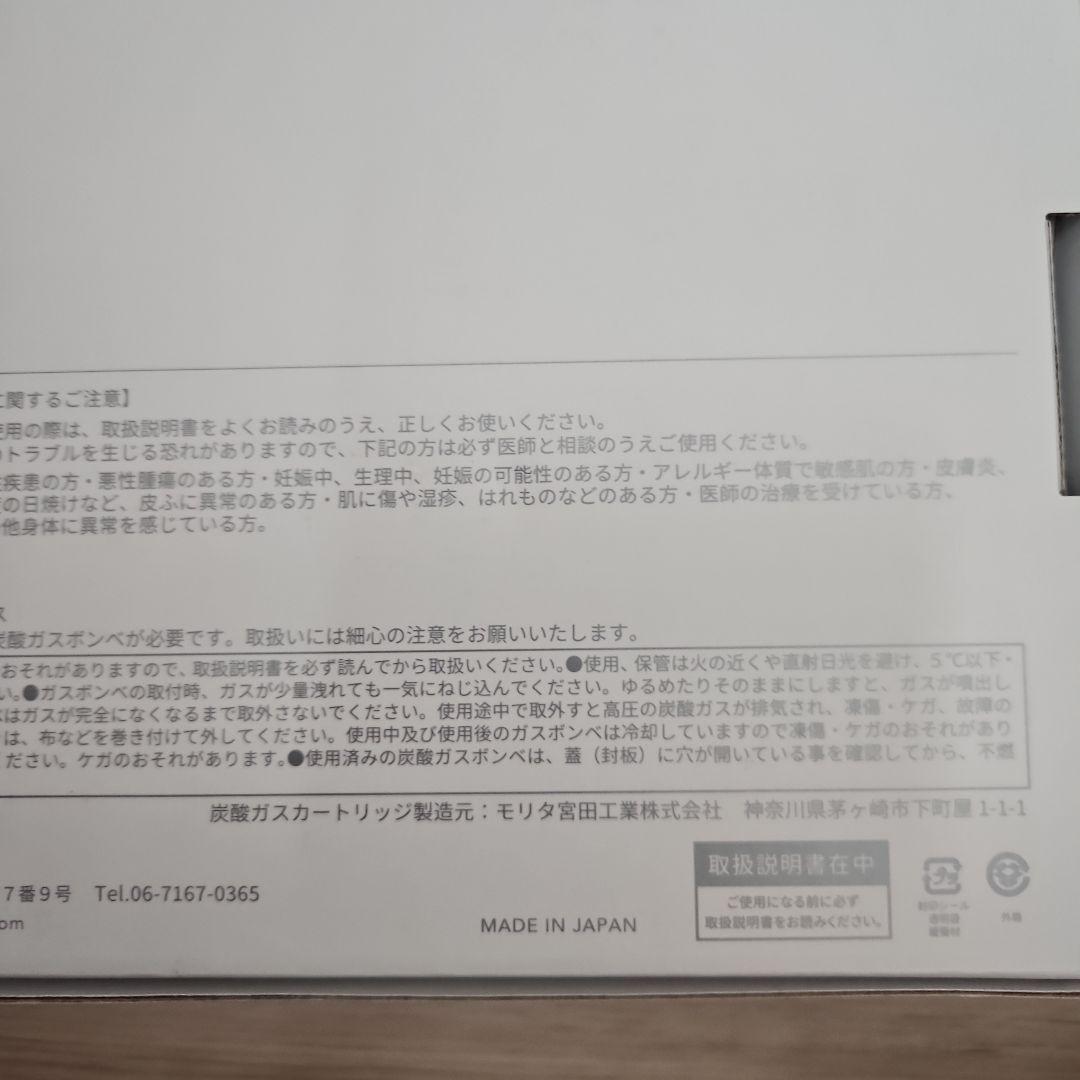 に関するご注意】
使用の際は、取扱説明書をよくお読みのうえ、正しくお使いください。
のトラブルを生じる恐れがありますので、下記の方は必ず医師と相談のうえご使用ください。
疾患の方・悪性腫瘍のある方・妊娠中、生理中、妊娠の可能性のある方・アレルギー体質で敏感肌の方・皮膚炎、
の日焼けなど、皮ふに異常のある方・肌に傷や湿疹、はれものなどのある方・医師の治療を受けている方、
他身体に異常を感じている方。
ス
炭酸ガスボンベが必要です。取扱いには細心の注意をお願いいたします。
おそれがありますので、取扱説明書を必ず読んでから取扱いください。●使用、保管は火の近くや直射日光を避け、5℃以下・
い。●ガスボンベの取付時、ガスが少量洩れても一気にねじ込んでください。ゆるめたりそのままにしますと、ガスが噴出し
はガスが完全になくなるまで取外さないでください。使用途中で取外すと高圧の炭酸ガスが排気され、凍傷・ケガ、故障の
は、布などを巻き付けて外してください。使用中及び使用後のガスボンベは冷却していますので凍傷・ケガのおそれがあり
ください。ケガのおそれがあります。●使用済みの炭酸ガスボンベは、蓋（封板）に穴が開いている事を確認してから、不燃
炭酸ガスカートリッジ製造元：モリタ宮田工業株式会社 神奈川県茅ヶ崎市下町屋 1-1-1
7番9号 Tel.06-7167-0365
om
MADE IN JAPAN
取扱説明書在中
ご使用になる前に必ず
取扱説明書をお読みください。
プラ
封印シール
透明袋
緩衝材
外箱